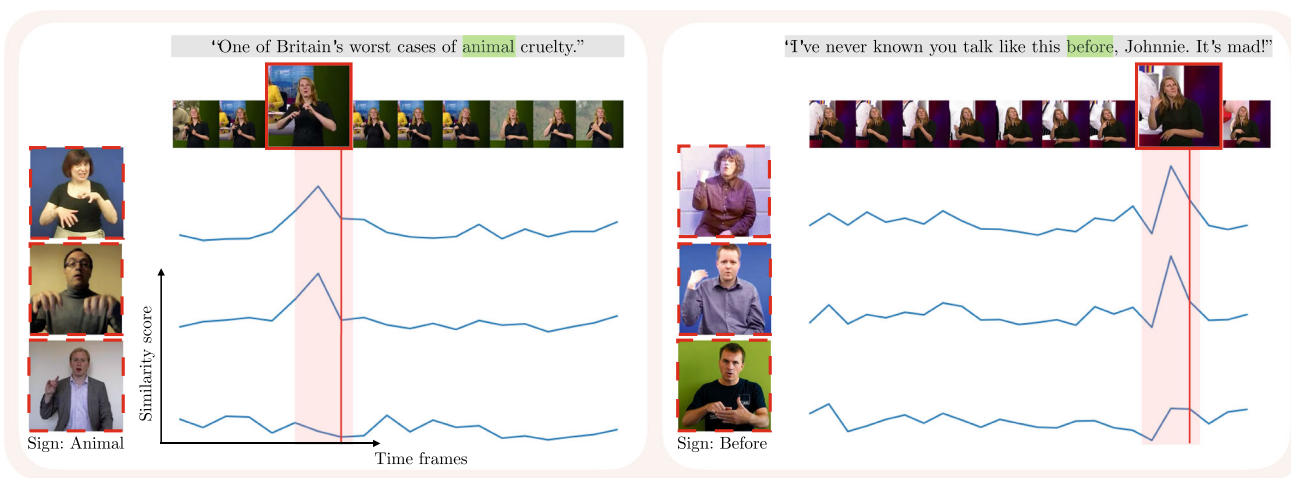 “One of Britain's worst cases of animal cruelty.”
Similarity score
Sign: Animal
Time frames
“I've never known you talk like this before, Johnnie. It's mad!”
Sign: Before